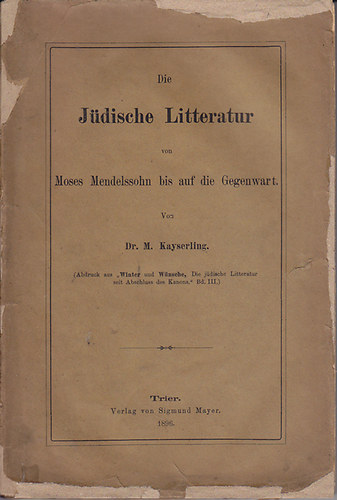 Die
Jüdische Litteratur
von
Moses Mendelssohn bis auf die Gegenwart.
Von
Dr. M. Kayserling.
(Abdruck aus „Winter und Wünsche, Die jüdische Litteratur
seit Abschluss des Kanons.“ Bd. III.)
Trier.
Verlag von Sigmund Mayer.
1896.